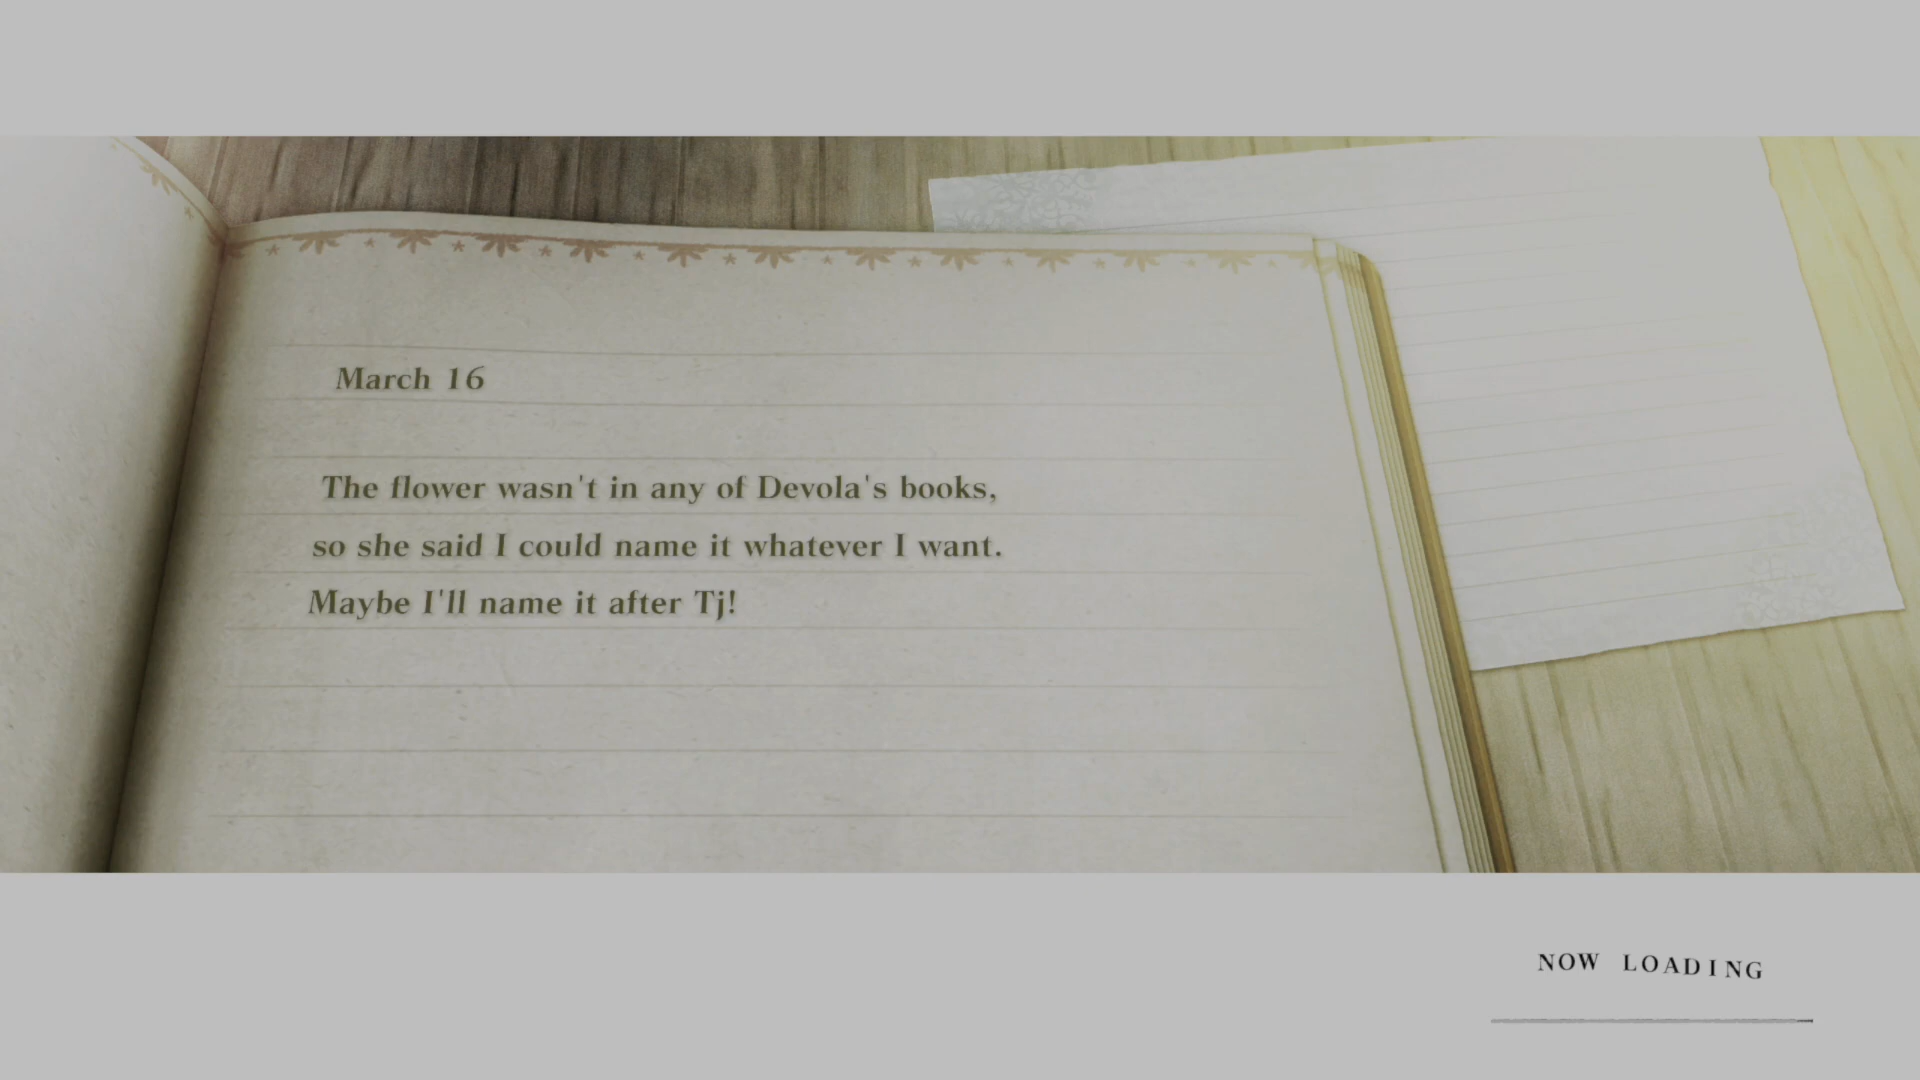 March 16
The flower wasn't in any of Devola's books,
so she said I could name it whatever I want.
Maybe I'll name it after Tj!
NOW LOADING